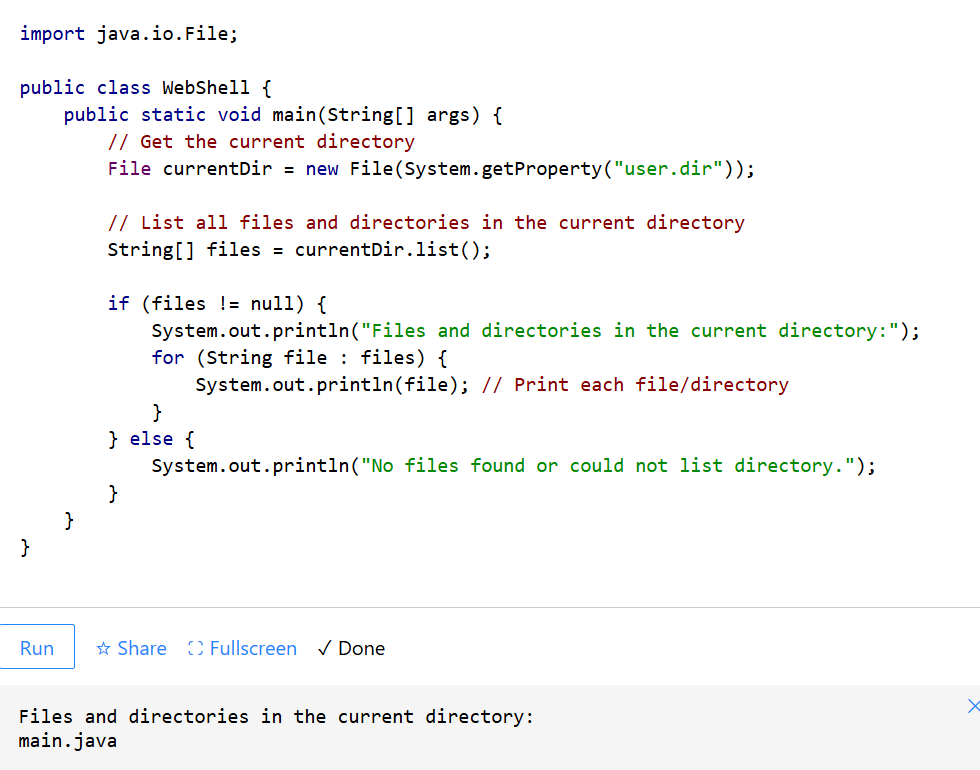 import java.io.File;

public class WebShell {
    public static void main(String[] args) {
        // Get the current directory
        File currentDir = new File(System.getProperty("user.dir"));

        // List all files and directories in the current directory
        String[] files = currentDir.list();

        if (files != null) {
            System.out.println("Files and directories in the current directory:");
            for (String file : files) {
                System.out.println(file); // Print each file/directory
            }
        } else {
            System.out.println("No files found or could not list directory.");
        }
    }
}
Run ☆ Share ⛶ Fullscreen ✓ Done
Files and directories in the current directory:
main.java